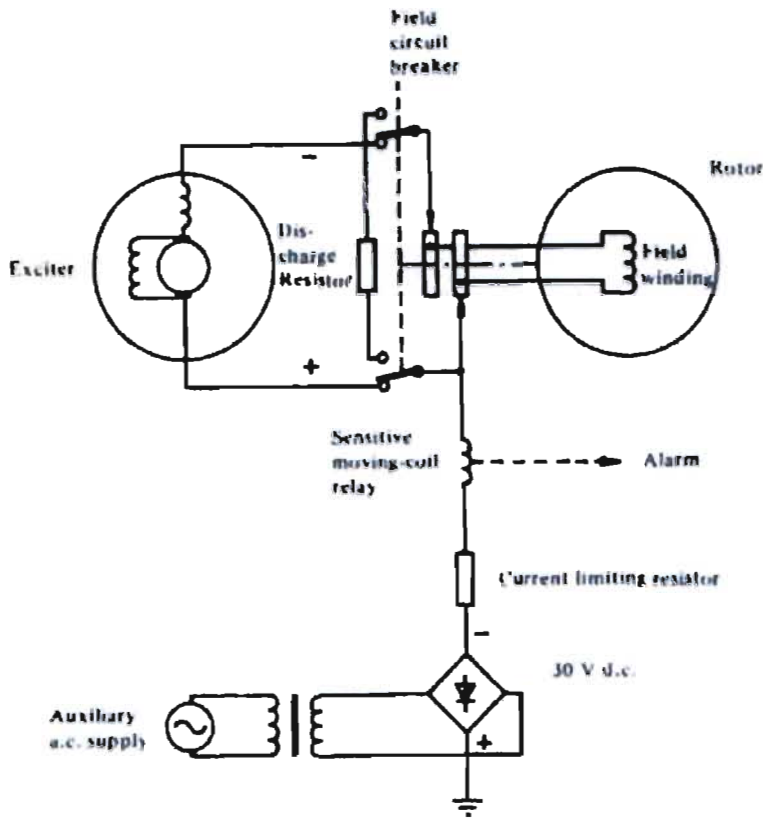 Field
circuit
breaker
Rotor
-
Exciter
Dis-
charge
Resistor
Field
winding
+
Sensitive
moving-coil
relay
Alarm
Current limiting resistor
-
30 V d.c.
Auxiliary
a.c. supply
+